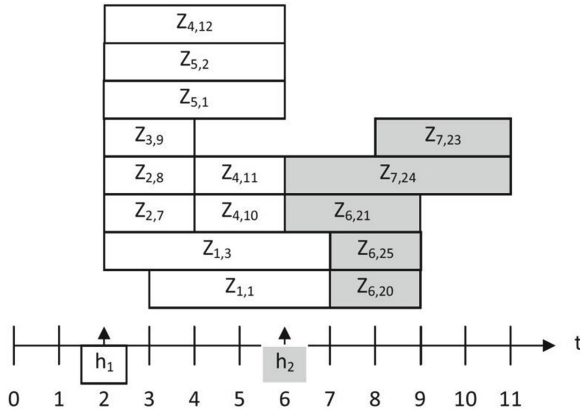 Z4,12
Z5,2
Z5,1
Z3,9 Z7,23
Z2,8 Z4,11 Z7,24
Z2,7 Z4,10 Z6,21
Z1,3 Z6,25
Z1,1 Z6,20
t
h1 h2
0 1 2 3 4 5 6 7 8 9 10 11